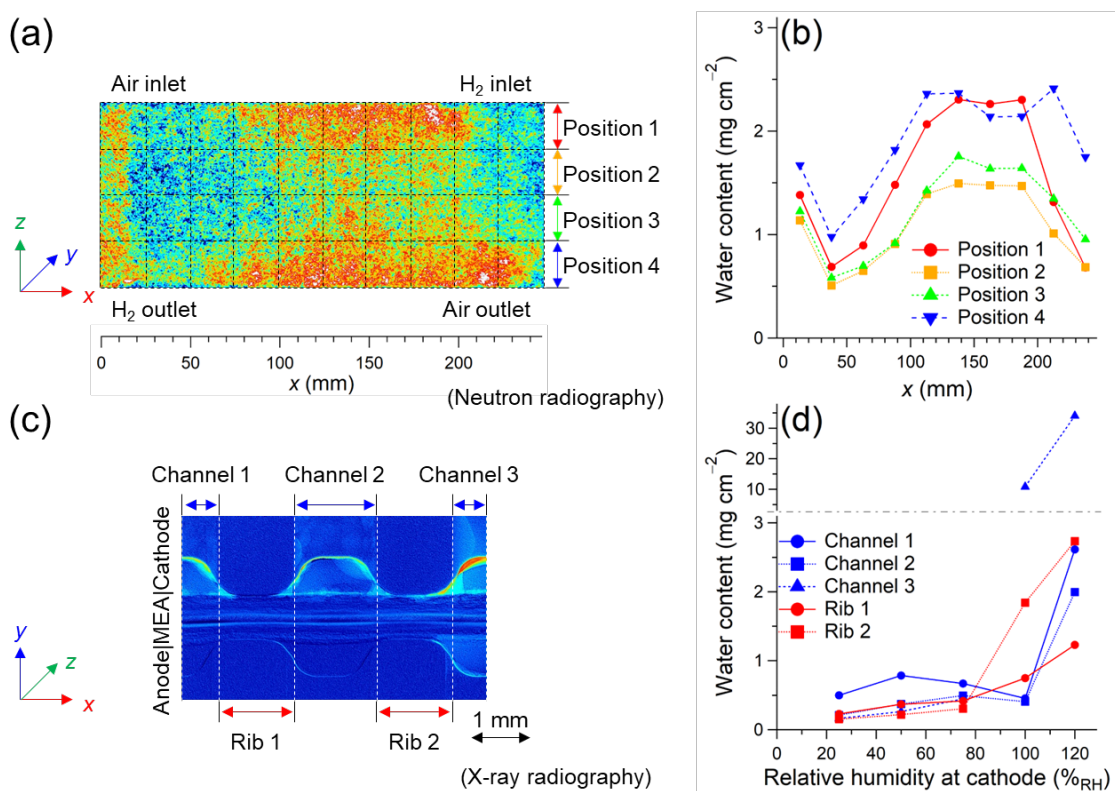 (a)
Air inlet
H₂ inlet
Position 1
Position 2
Position 3
Position 4
z
y
x
H₂ outlet
Air outlet
0 50 100 150 200
x (mm)
(Neutron radiography)
(b)
Water content (mg cm⁻²)
3
2
1
0
Position 1
Position 2
Position 3
Position 4
0 50 100 150 200
x (mm)
(c)
Channel 1 Channel 2 Channel 3
Anode|MEA|Cathode
y
z
x
Rib 1
Rib 2
1 mm
(X-ray radiography)
(d)
Water content (mg cm⁻²)
30
20
10
3
2
1
0
Channel 1
Channel 2
Channel 3
Rib 1
Rib 2
0 20 40 60 80 100 120
Relative humidity at cathode (%RH)